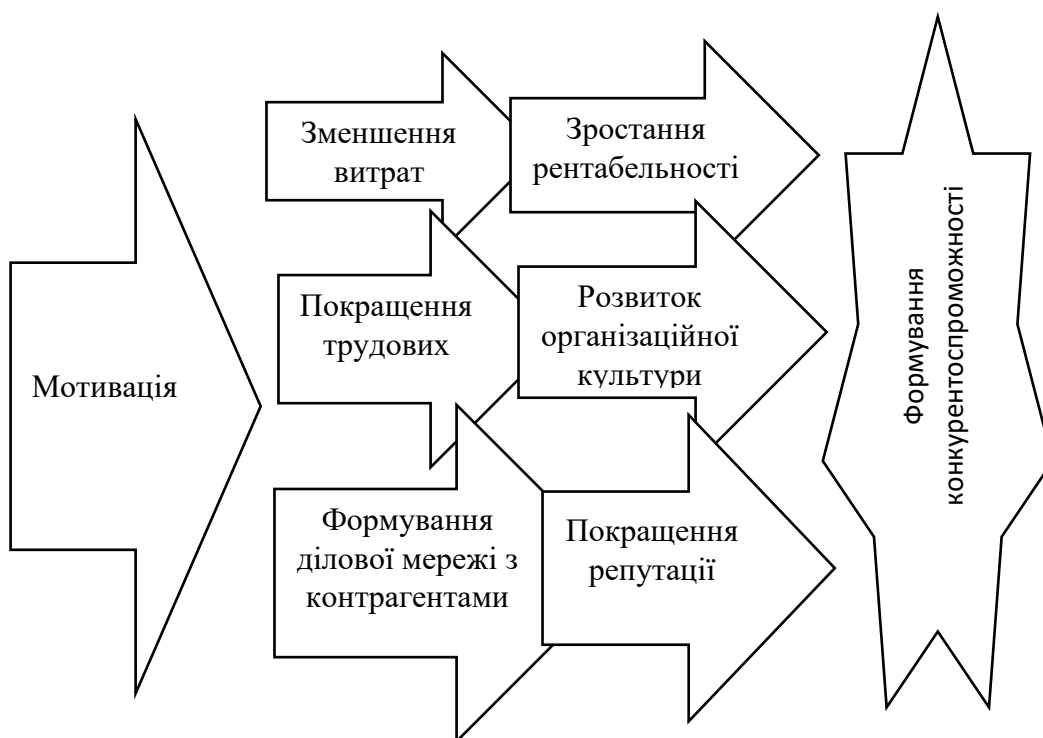 Мотивація
Зменшення
витрат
Зростання
рентабельності
Покращення
трудових
Розвиток
організаційної
культури
Формування
ділової мережі з
контрагентами
Покращення
репутації
Формування
конкурентоспроможності